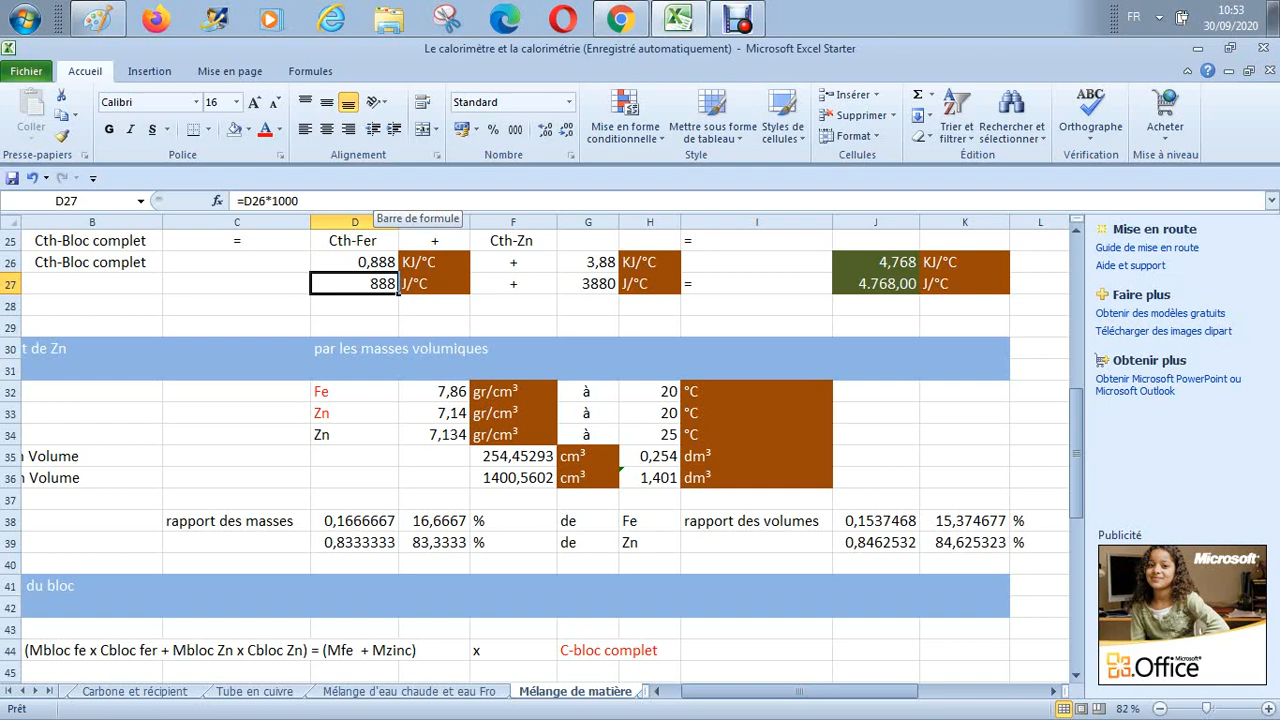 FR
10:53
30/09/2020
Le calorimètre et la calorimétrie (Enregistré automatiquement) - Microsoft Excel Starter
Fichier Accueil Insertion Mise en page Formules
Coller
Presse-papiers
Calibri 16
G I S
Police
Alignement
Standard
% 000
Nombre
Mise en forme conditionnelle
Mettre sous forme de tableau
Styles de cellules
Style
Insérer
Supprimer
Format
Cellules
Σ
Trier et filtrer
Rechercher et sélectionner
Édition
ABC
Orthographe
Vérification
Acheter
Mise à niveau
D27 fx =D26*1000
Barre de formule
B C D E F G H I J K L
25 Cth-Bloc complet = Cth-Fer + Cth-Zn =
26 Cth-Bloc complet 0,888 KJ/°C + 3,88 KJ/°C 4,768 KJ/°C
27 888 J/°C + 3880 J/°C = 4.768,00 J/°C
28
29
30 t de Zn par les masses volumiques
31
32 Fe 7,86 gr/cm³ à 20 °C
33 Zn 7,14 gr/cm³ à 20 °C
34 Zn 7,134 gr/cm³ à 25 °C
35 n Volume 254,45293 cm³ 0,254 dm³
36 n Volume 1400,5602 cm³ 1,401 dm³
37
38 rapport des masses 0,1666667 16,6667 % de Fe rapport des volumes 0,1537468 15,374677 %
39 0,8333333 83,3333 % de Zn 0,8462532 84,625323 %
40
41 du bloc
42
43
44 (Mbloc fe x Cbloc fer + Mbloc Zn x Cbloc Zn) = (Mfe + Mzinc) x C-bloc complet
45
Mise en route
Guide de mise en route
Aide et support
Faire plus
Obtenir des modèles gratuits
Télécharger des images clipart
Obtenir plus
Obtenir Microsoft PowerPoint ou
Microsoft Outlook
Publicité
Microsoft
Microsoft
Office
Carbone et récipient Tube en cuivre Mélange d'eau chaude et eau Fro Mélange de matière
Prêt 82 %